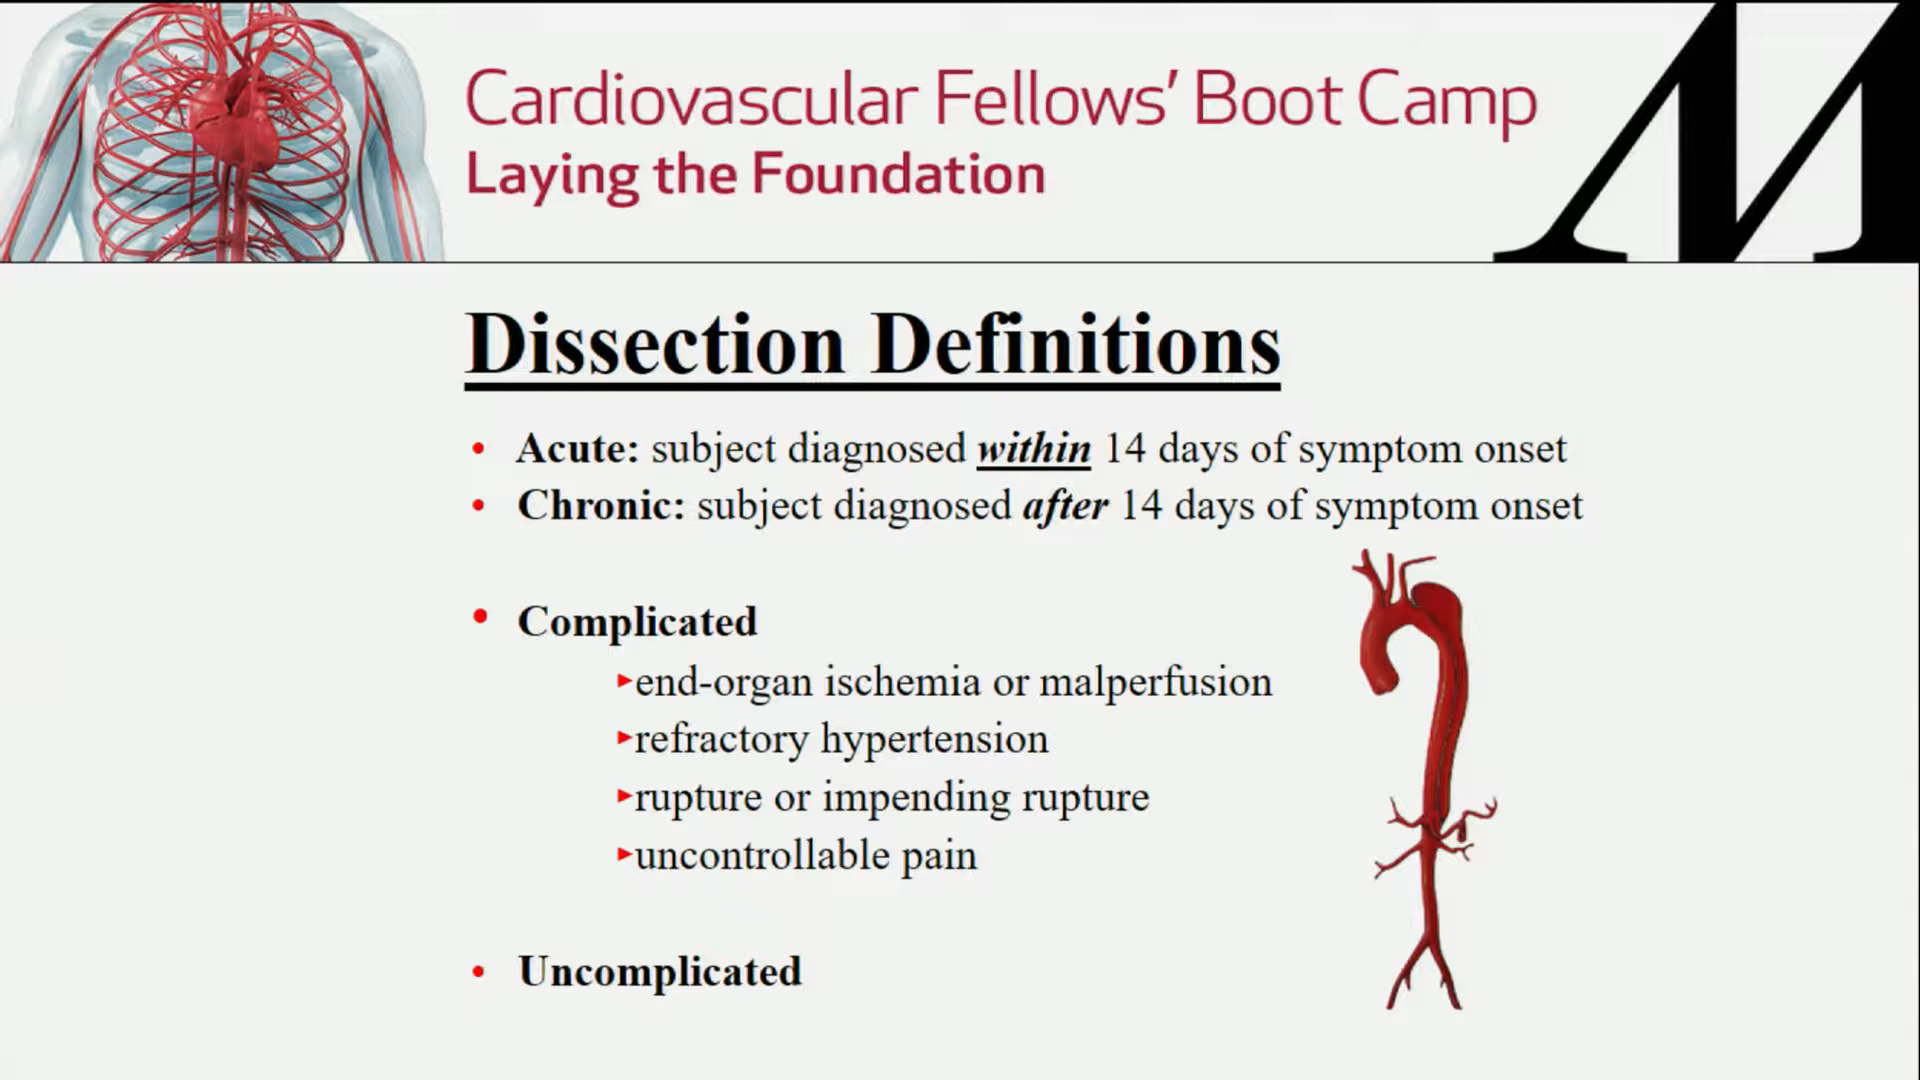 Cardiovascular Fellows' Boot Camp
Laying the Foundation
M
Dissection Definitions
• Acute: subject diagnosed within 14 days of symptom onset
• Chronic: subject diagnosed after 14 days of symptom onset
• Complicated
▸end-organ ischemia or malperfusion
▸refractory hypertension
▸rupture or impending rupture
▸uncontrollable pain
• Uncomplicated